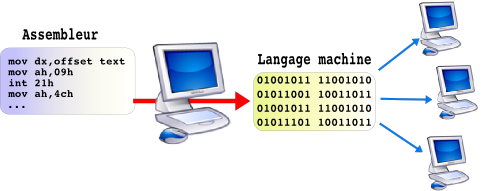 Assembleur
mov dx,offset text
mov ah,09h
int 21h
mov ah,4ch
...
Langage machine
01001011 11001010
01011001 10011011
01001011 11001010
01011101 10011011